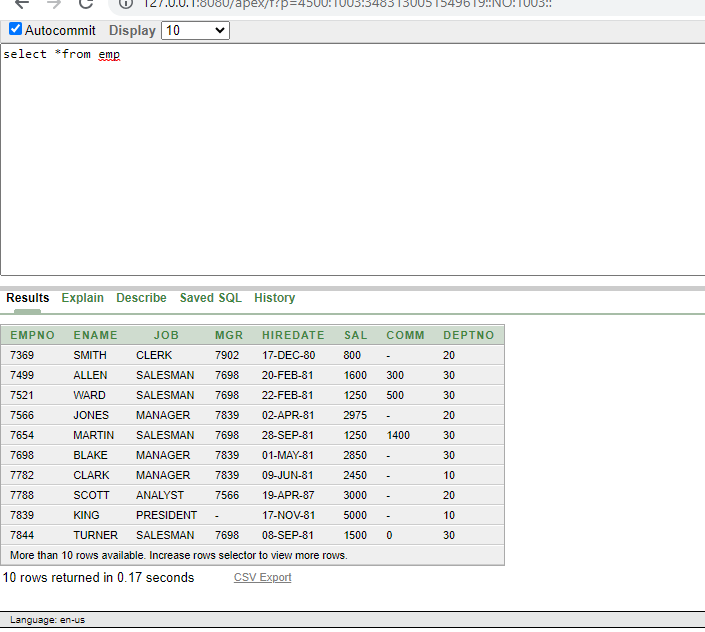 127.0.0.1:8080/apex/f?p=4500:1003:3483130051549619::NO:1003::
Autocommit Display 10
select *from emp
Results Explain Describe Saved SQL History
EMPNO ENAME JOB MGR HIREDATE SAL COMM DEPTNO
7369 SMITH CLERK 7902 17-DEC-80 800 - 20
7499 ALLEN SALESMAN 7698 20-FEB-81 1600 300 30
7521 WARD SALESMAN 7698 22-FEB-81 1250 500 30
7566 JONES MANAGER 7839 02-APR-81 2975 - 20
7654 MARTIN SALESMAN 7698 28-SEP-81 1250 1400 30
7698 BLAKE MANAGER 7839 01-MAY-81 2850 - 30
7782 CLARK MANAGER 7839 09-JUN-81 2450 - 10
7788 SCOTT ANALYST 7566 19-APR-87 3000 - 20
7839 KING PRESIDENT - 17-NOV-81 5000 - 10
7844 TURNER SALESMAN 7698 08-SEP-81 1500 0 30
More than 10 rows available. Increase rows selector to view more rows.
10 rows returned in 0.17 seconds CSV Export
Language: en-us